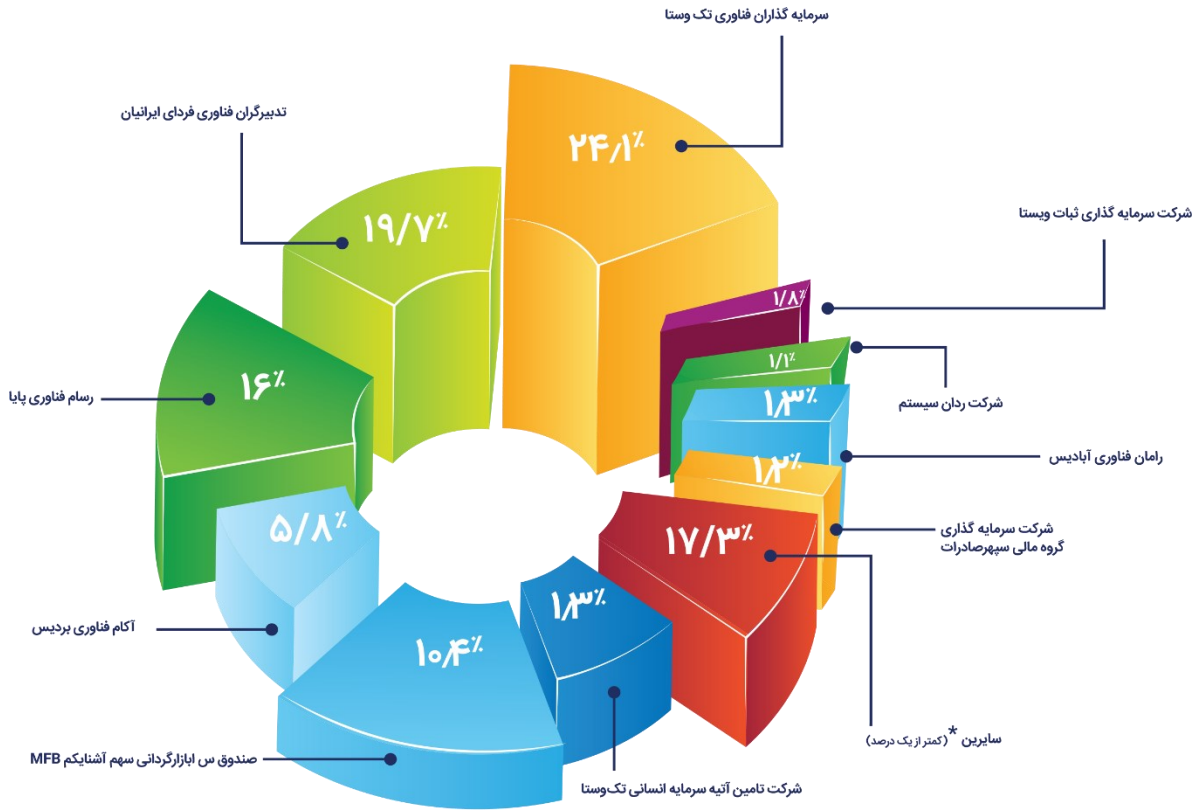 سرمایه گذاران فناوری تک وستا
۲۴/۱٪
تدبیرگران فناوری فردای ایرانیان
۱۹/۷٪
شرکت سرمایه گذاری ثبات ویستا
۱/۸٪
شرکت ردان سیستم
۱/۱٪
رامان فناوری آبادیس
۱/۳٪
شرکت سرمایه گذاری
گروه مالی سپهرصادرات
۱/۲٪
رسام فناوری پایا
۱۶٪
۱۷/۳٪
سایرین *(کمتر از یک درصد)
آکام فناوری بردیس
۵/۸٪
۱/۳٪
شرکت تامین آتیه سرمایه انسانی تک‌وستا
۱۰/۴٪
صندوق س ابازارگردانی سهم آشنایکم MFB